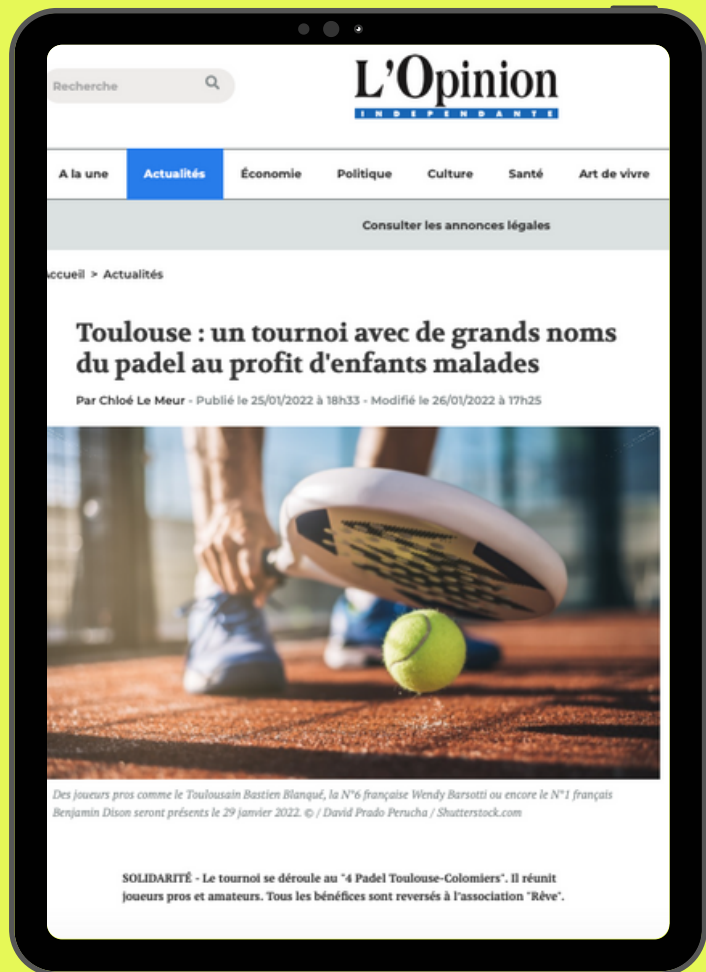 Recherche
L'Opinion
INDEPENDANTE
A la une
Actualités
Économie
Politique
Culture
Santé
Art de vivre
Consulter les annonces légales
ccueil > Actualités
Toulouse : un tournoi avec de grands noms
du padel au profit d'enfants malades
Par Chloé Le Meur - Publié le 25/01/2022 à 18h33 - Modifié le 26/01/2022 à 17h25
Des joueurs pros comme le Toulousain Bastien Blanqué, la N°6 française Wendy Barsotti ou encore le N°1 français
Benjamin Dison seront présents le 29 janvier 2022. © / David Prado Perucha / Shutterstock.com
SOLIDARITÉ - Le tournoi se déroule au "4 Padel Toulouse-Colomiers". Il réunit
joueurs pros et amateurs. Tous les bénéfices sont reversés à l'association "Rêve".